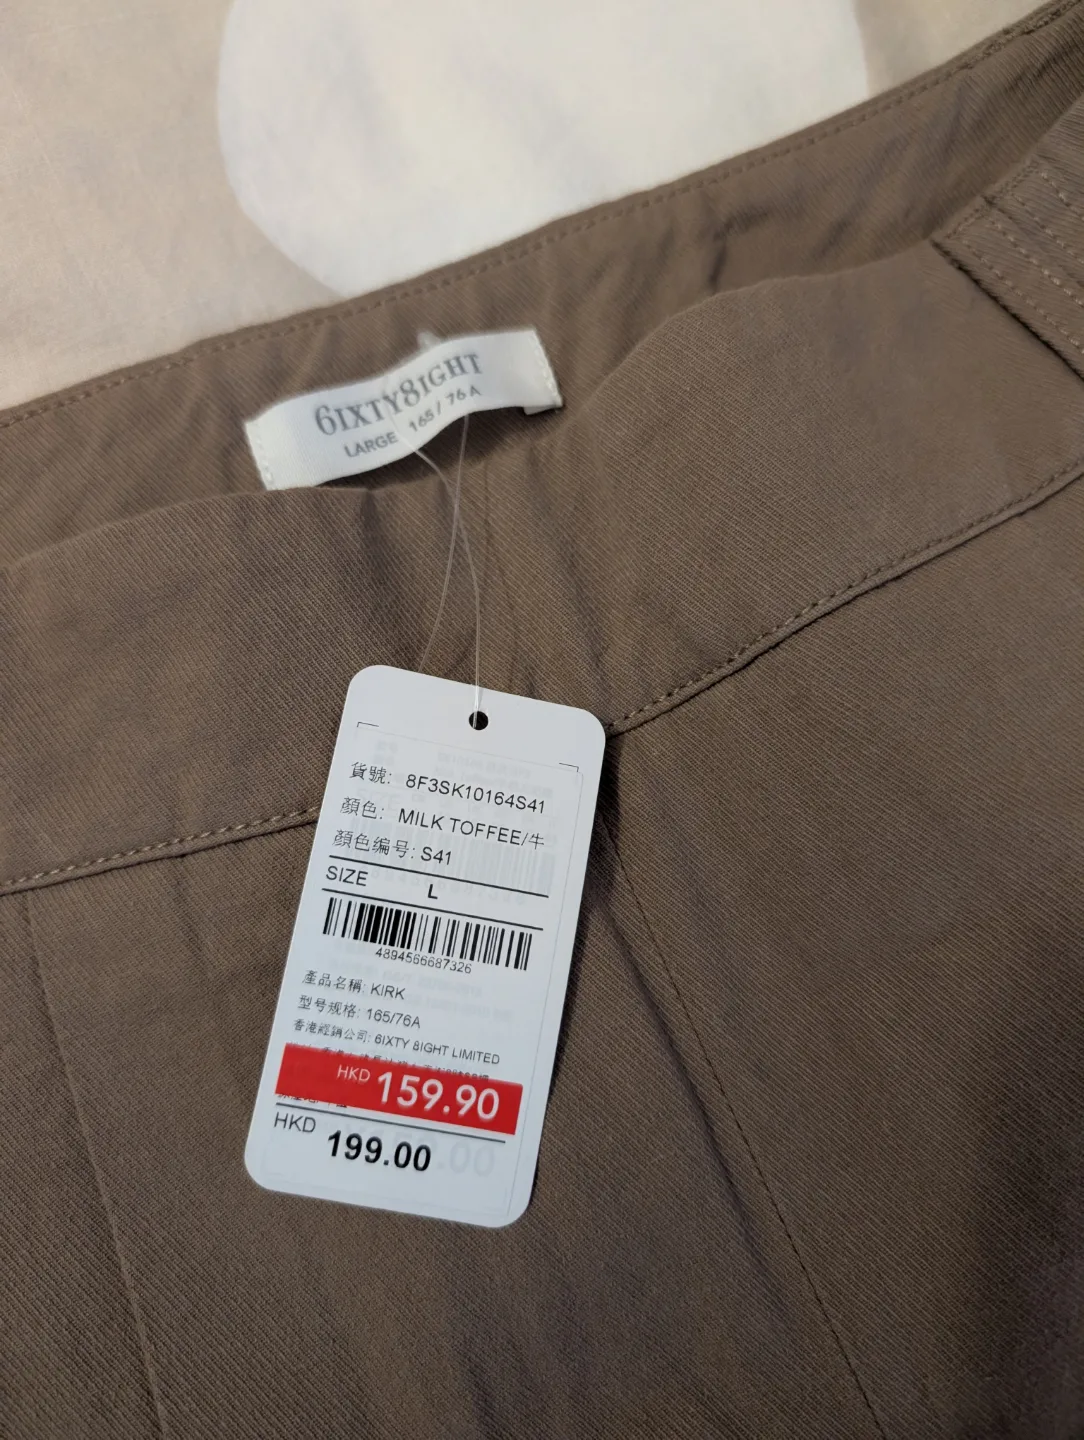 6IXTY8IGHT
LARGE 165 / 76A
貨號: 8F3SK10164S41
顏色: MILK TOFFEE/牛
顏色编号: S41
SIZE L
4894566687326
產品名稱: KIRK
型号规格: 165/76A
香港經銷公司: 6IXTY 8IGHT LIMITED
HKD 159.90
HKD 199.00